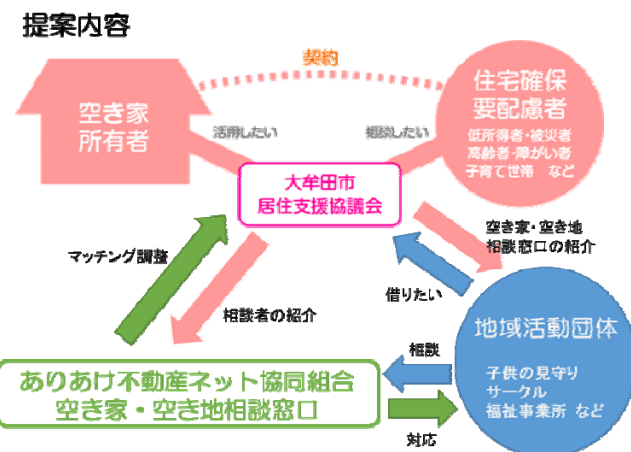 提案内容
契約
空き家
所有者
住宅確保
要配慮者
低所得者・被災者
高齢者・障がい者
子育て世帯 など
活用したい
相談したい
大牟田市
居住支援協議会
空き家・空き地
相談窓口の紹介
マッチング調整
借りたい
相談者の紹介
地域活動団体
子供の見守り
サークル
福祉事業所 など
相談
ありあけ不動産ネット協同組合
空き家・空き地相談窓口
対応